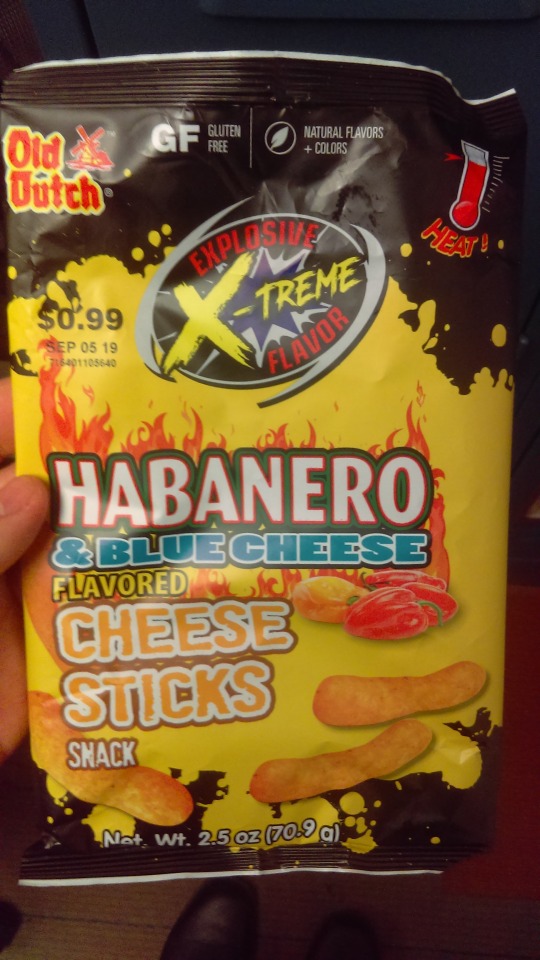 Old
Dutch
GF GLUTEN
FREE
NATURAL FLAVORS
+ COLORS
HEAT!
EXPLOSIVE
X-TREME
FLAVOR
$0.99
SEP 05 19
HABANERO
& BLUE CHEESE
FLAVORED
CHEESE
STICKS
SNACK
Net. Wt. 2.5 oz (70.9 g)